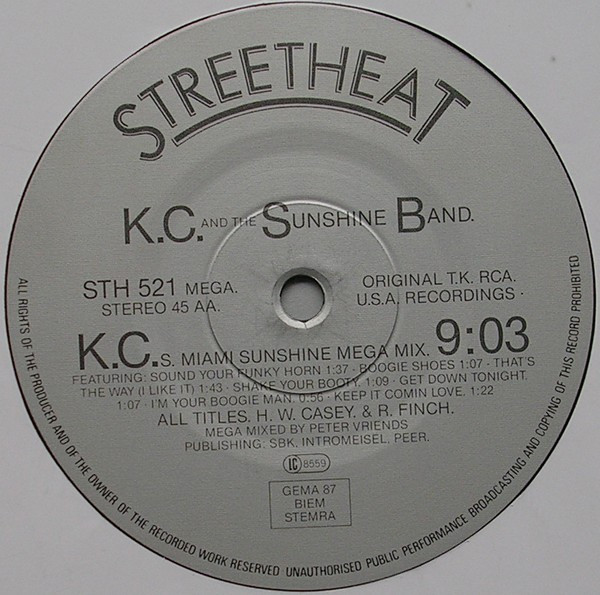 STREETHEAT
K.C. AND THE SUNSHINE BAND.
STH 521 MEGA.
STEREO 45 AA.
ORIGINAL T.K. RCA.
U.S.A. RECORDINGS ·
K.C.S. MIAMI SUNSHINE MEGA MIX. 9:03
FEATURING: SOUND YOUR FUNKY HORN 1:37 · BOOGIE SHOES 1:07 · THAT'S
THE WAY (I LIKE IT) 1:43 · SHAKE YOUR BOOTY. 1:09 · GET DOWN TONIGHT.
1:07 · I'M YOUR BOOGIE MAN. 0:56 · KEEP IT COMIN LOVE. 1:22
ALL TITLES. H. W. CASEY. & R. FINCH.
MEGA MIXED BY PETER VRIENDS
PUBLISHING. SBK. INTROMEISEL. PEER.
LC 8559
GEMA 87
BIEM
STEMRA
ALL RIGHTS OF THE PRODUCER AND OF THE OWNER OF THE RECORDED WORK RESERVED · UNAUTHORISED PUBLIC PERFORMANCE BROADCASTING AND COPYING OF THIS RECORD PROHIBITED